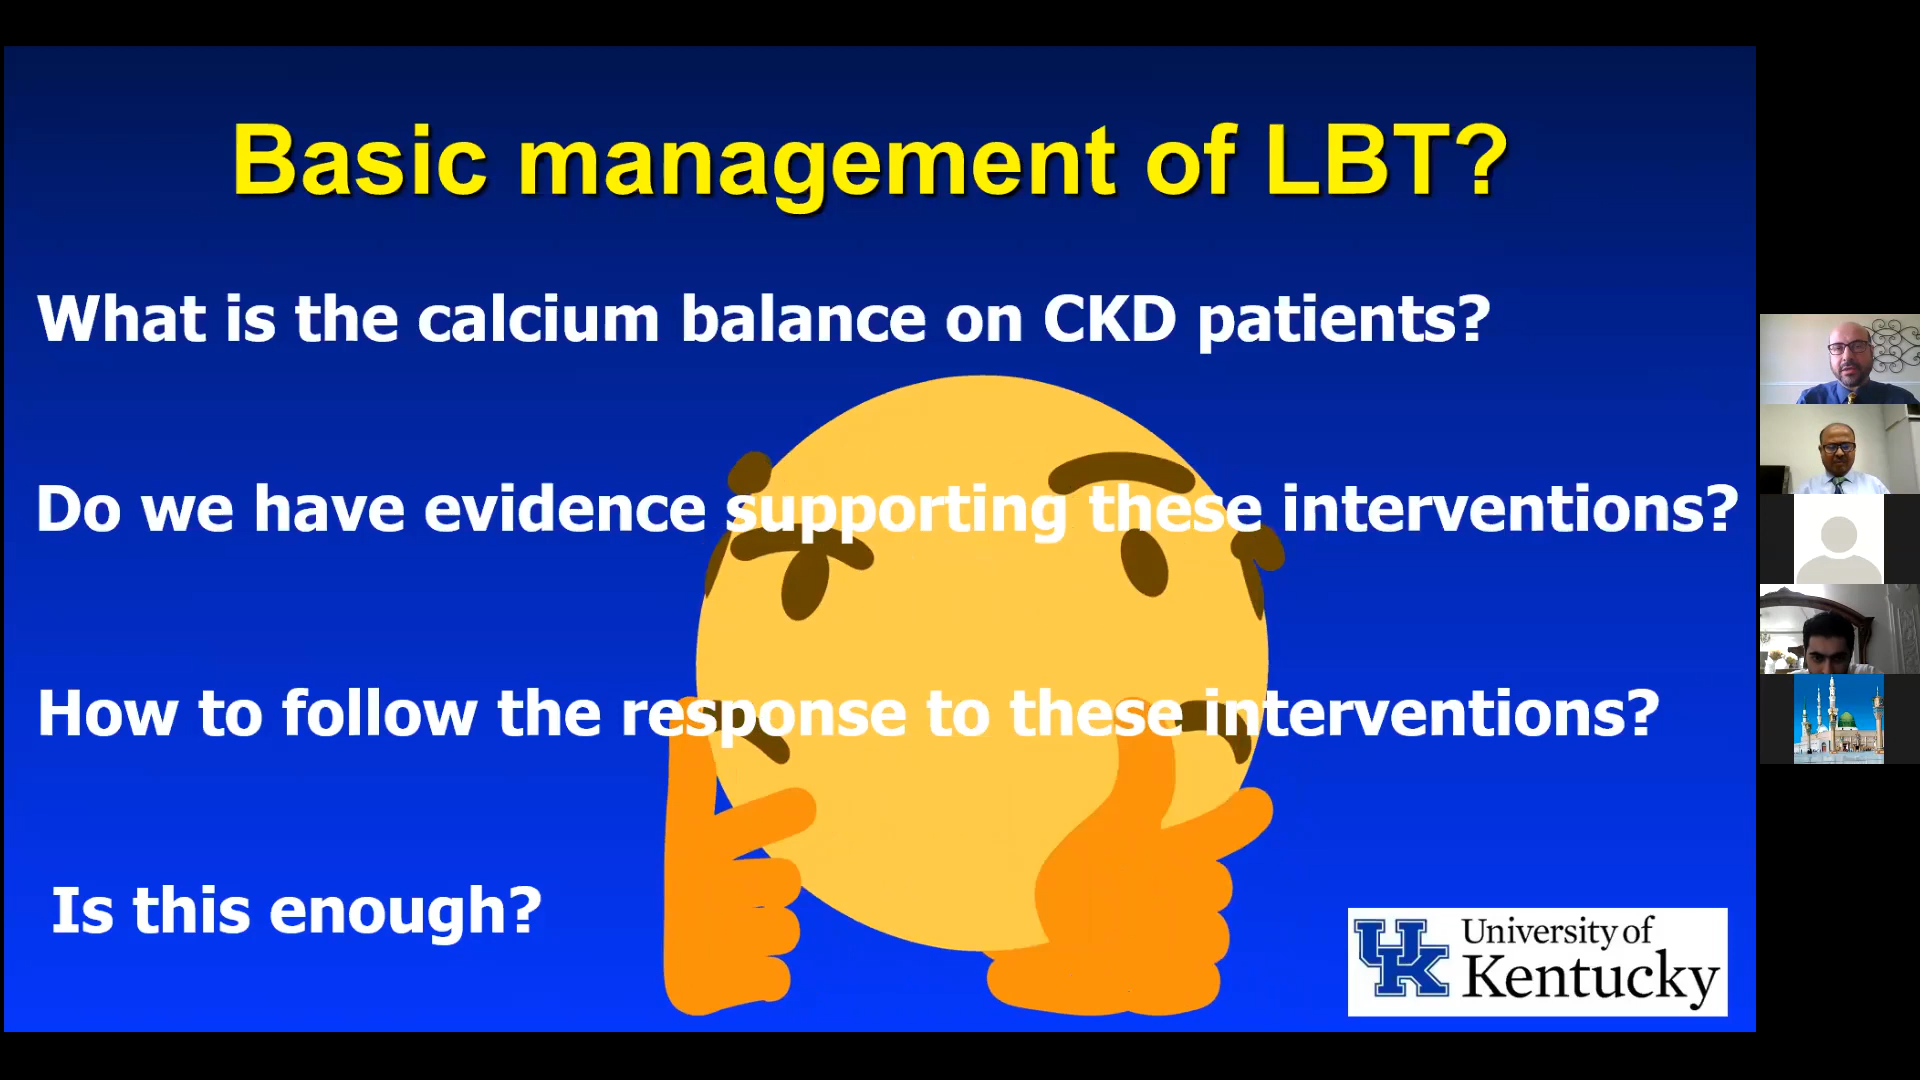 Basic management of LBT?
What is the calcium balance on CKD patients?
Do we have evidence supporting these interventions?
How to follow the response to these interventions?
Is this enough?
UK
University of
Kentucky